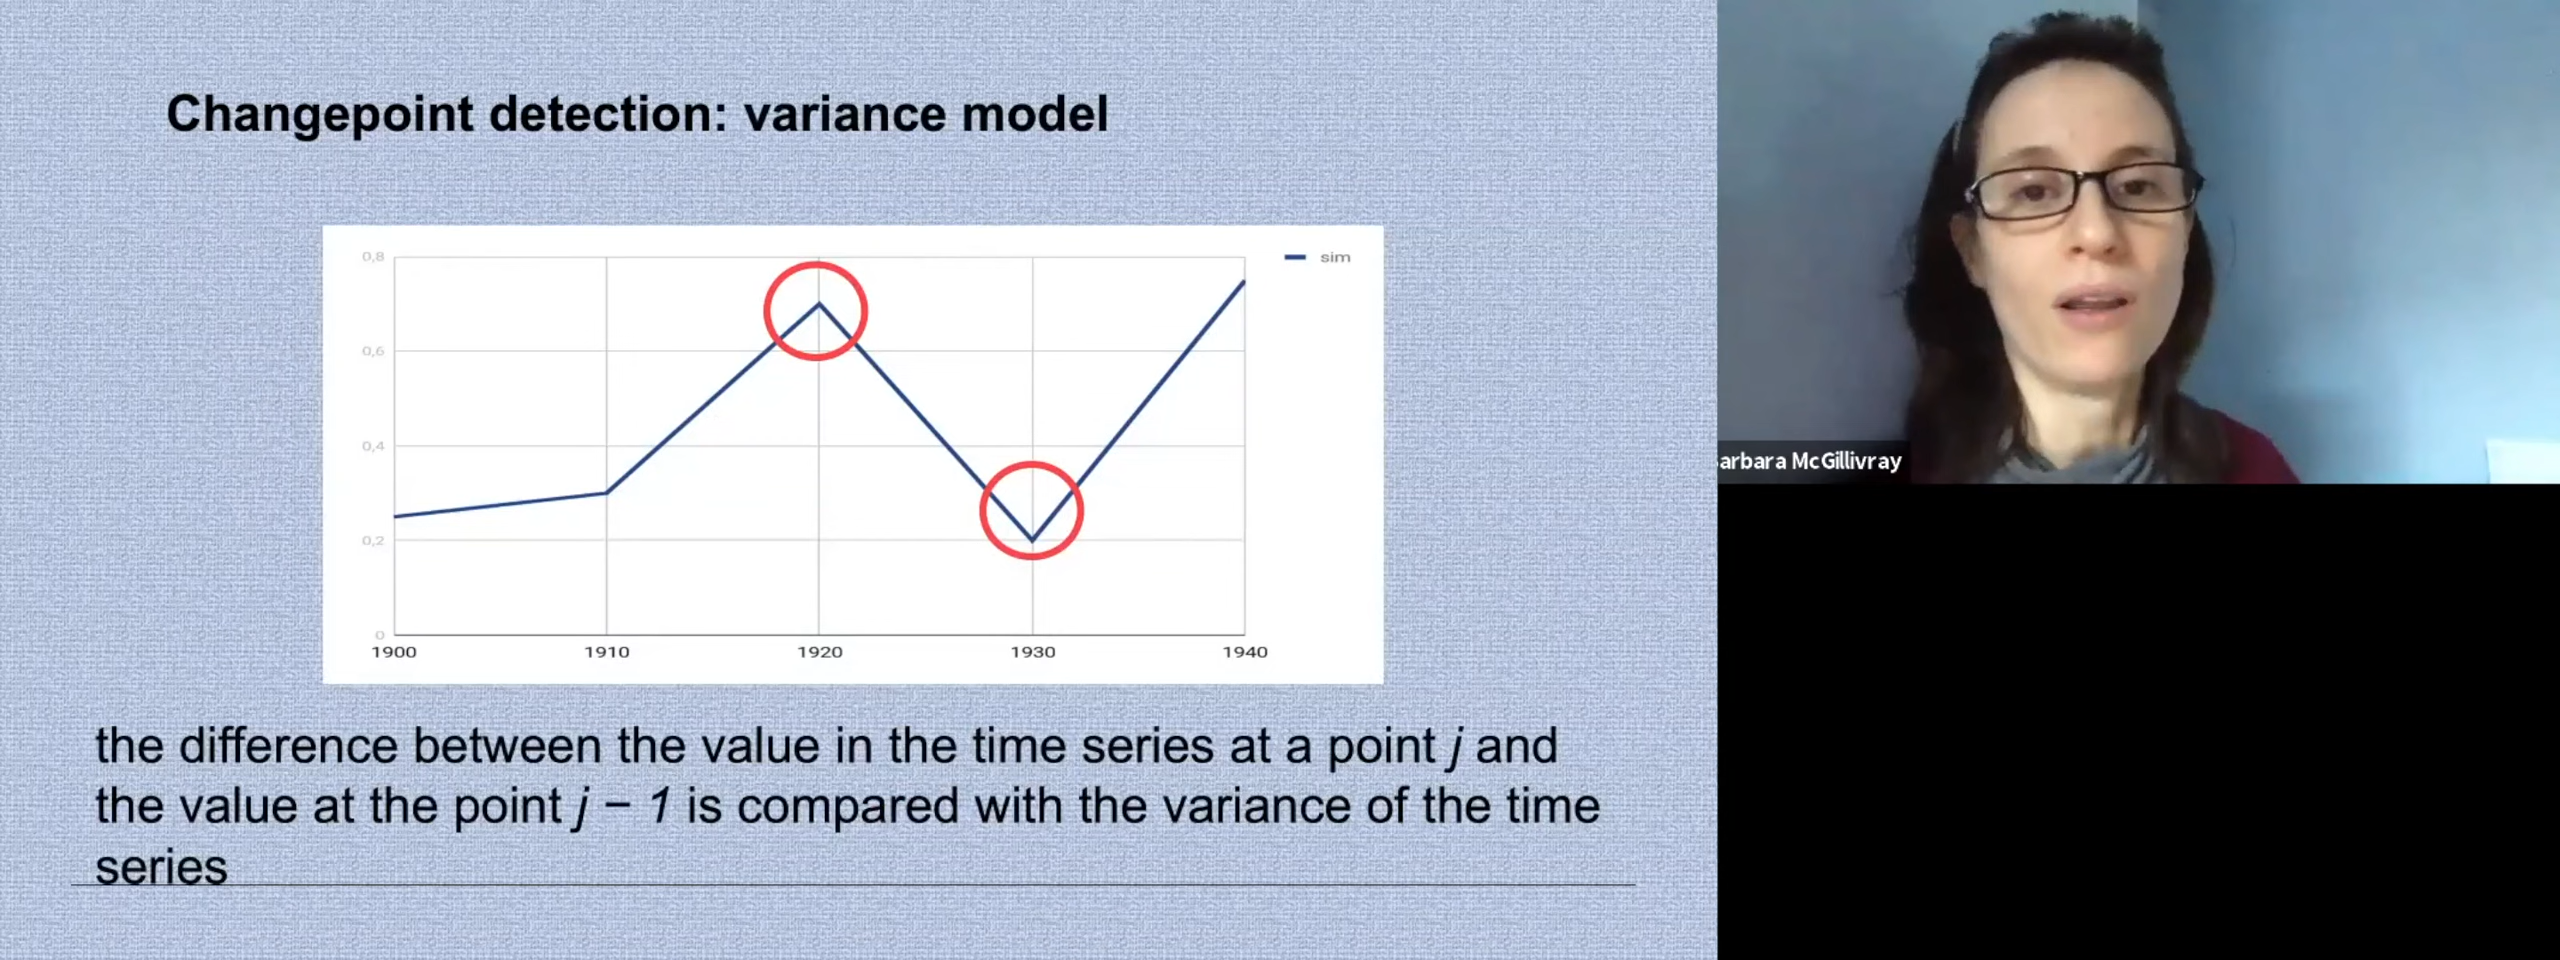 Changepoint detection: variance model
0,8
sim
0,6
0,4
0,2
0
1900 1910 1920 1930 1940
the difference between the value in the time series at a point j and
the value at the point j − 1 is compared with the variance of the time
series
arbara McGillivray